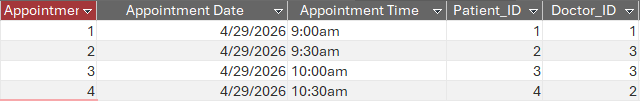 Appointmer Appointment Date Appointment Time Patient_ID Doctor_ID
1 4/29/2026 9:00am 1 1
2 4/29/2026 9:30am 2 3
3 4/29/2026 10:00am 3 3
4 4/29/2026 10:30am 4 2